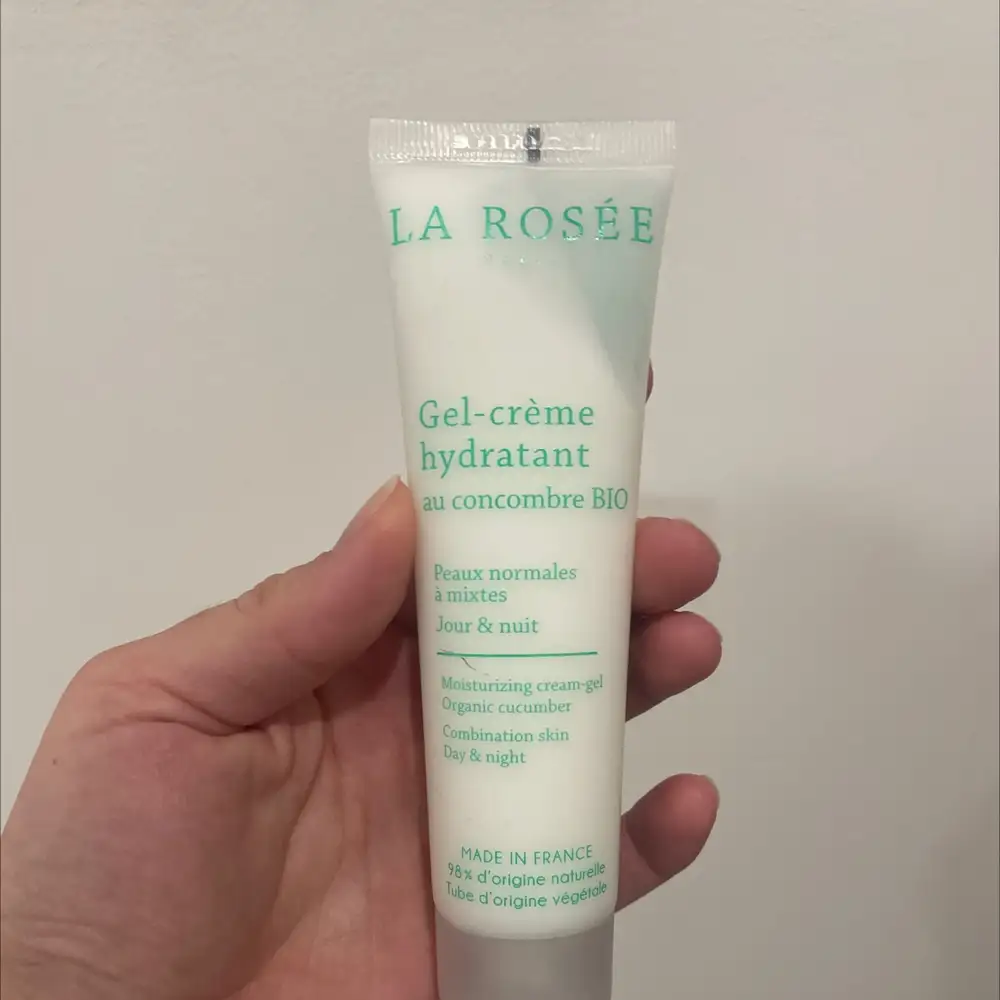 LA ROSÉE
Gel-crème
hydratant
au concombre BIO
Peaux normales
à mixtes
Jour & nuit
Moisturizing cream-gel
Organic cucumber
Combination skin
Day & night
MADE IN FRANCE
98% d'origine naturelle
Tube d'origine végétale